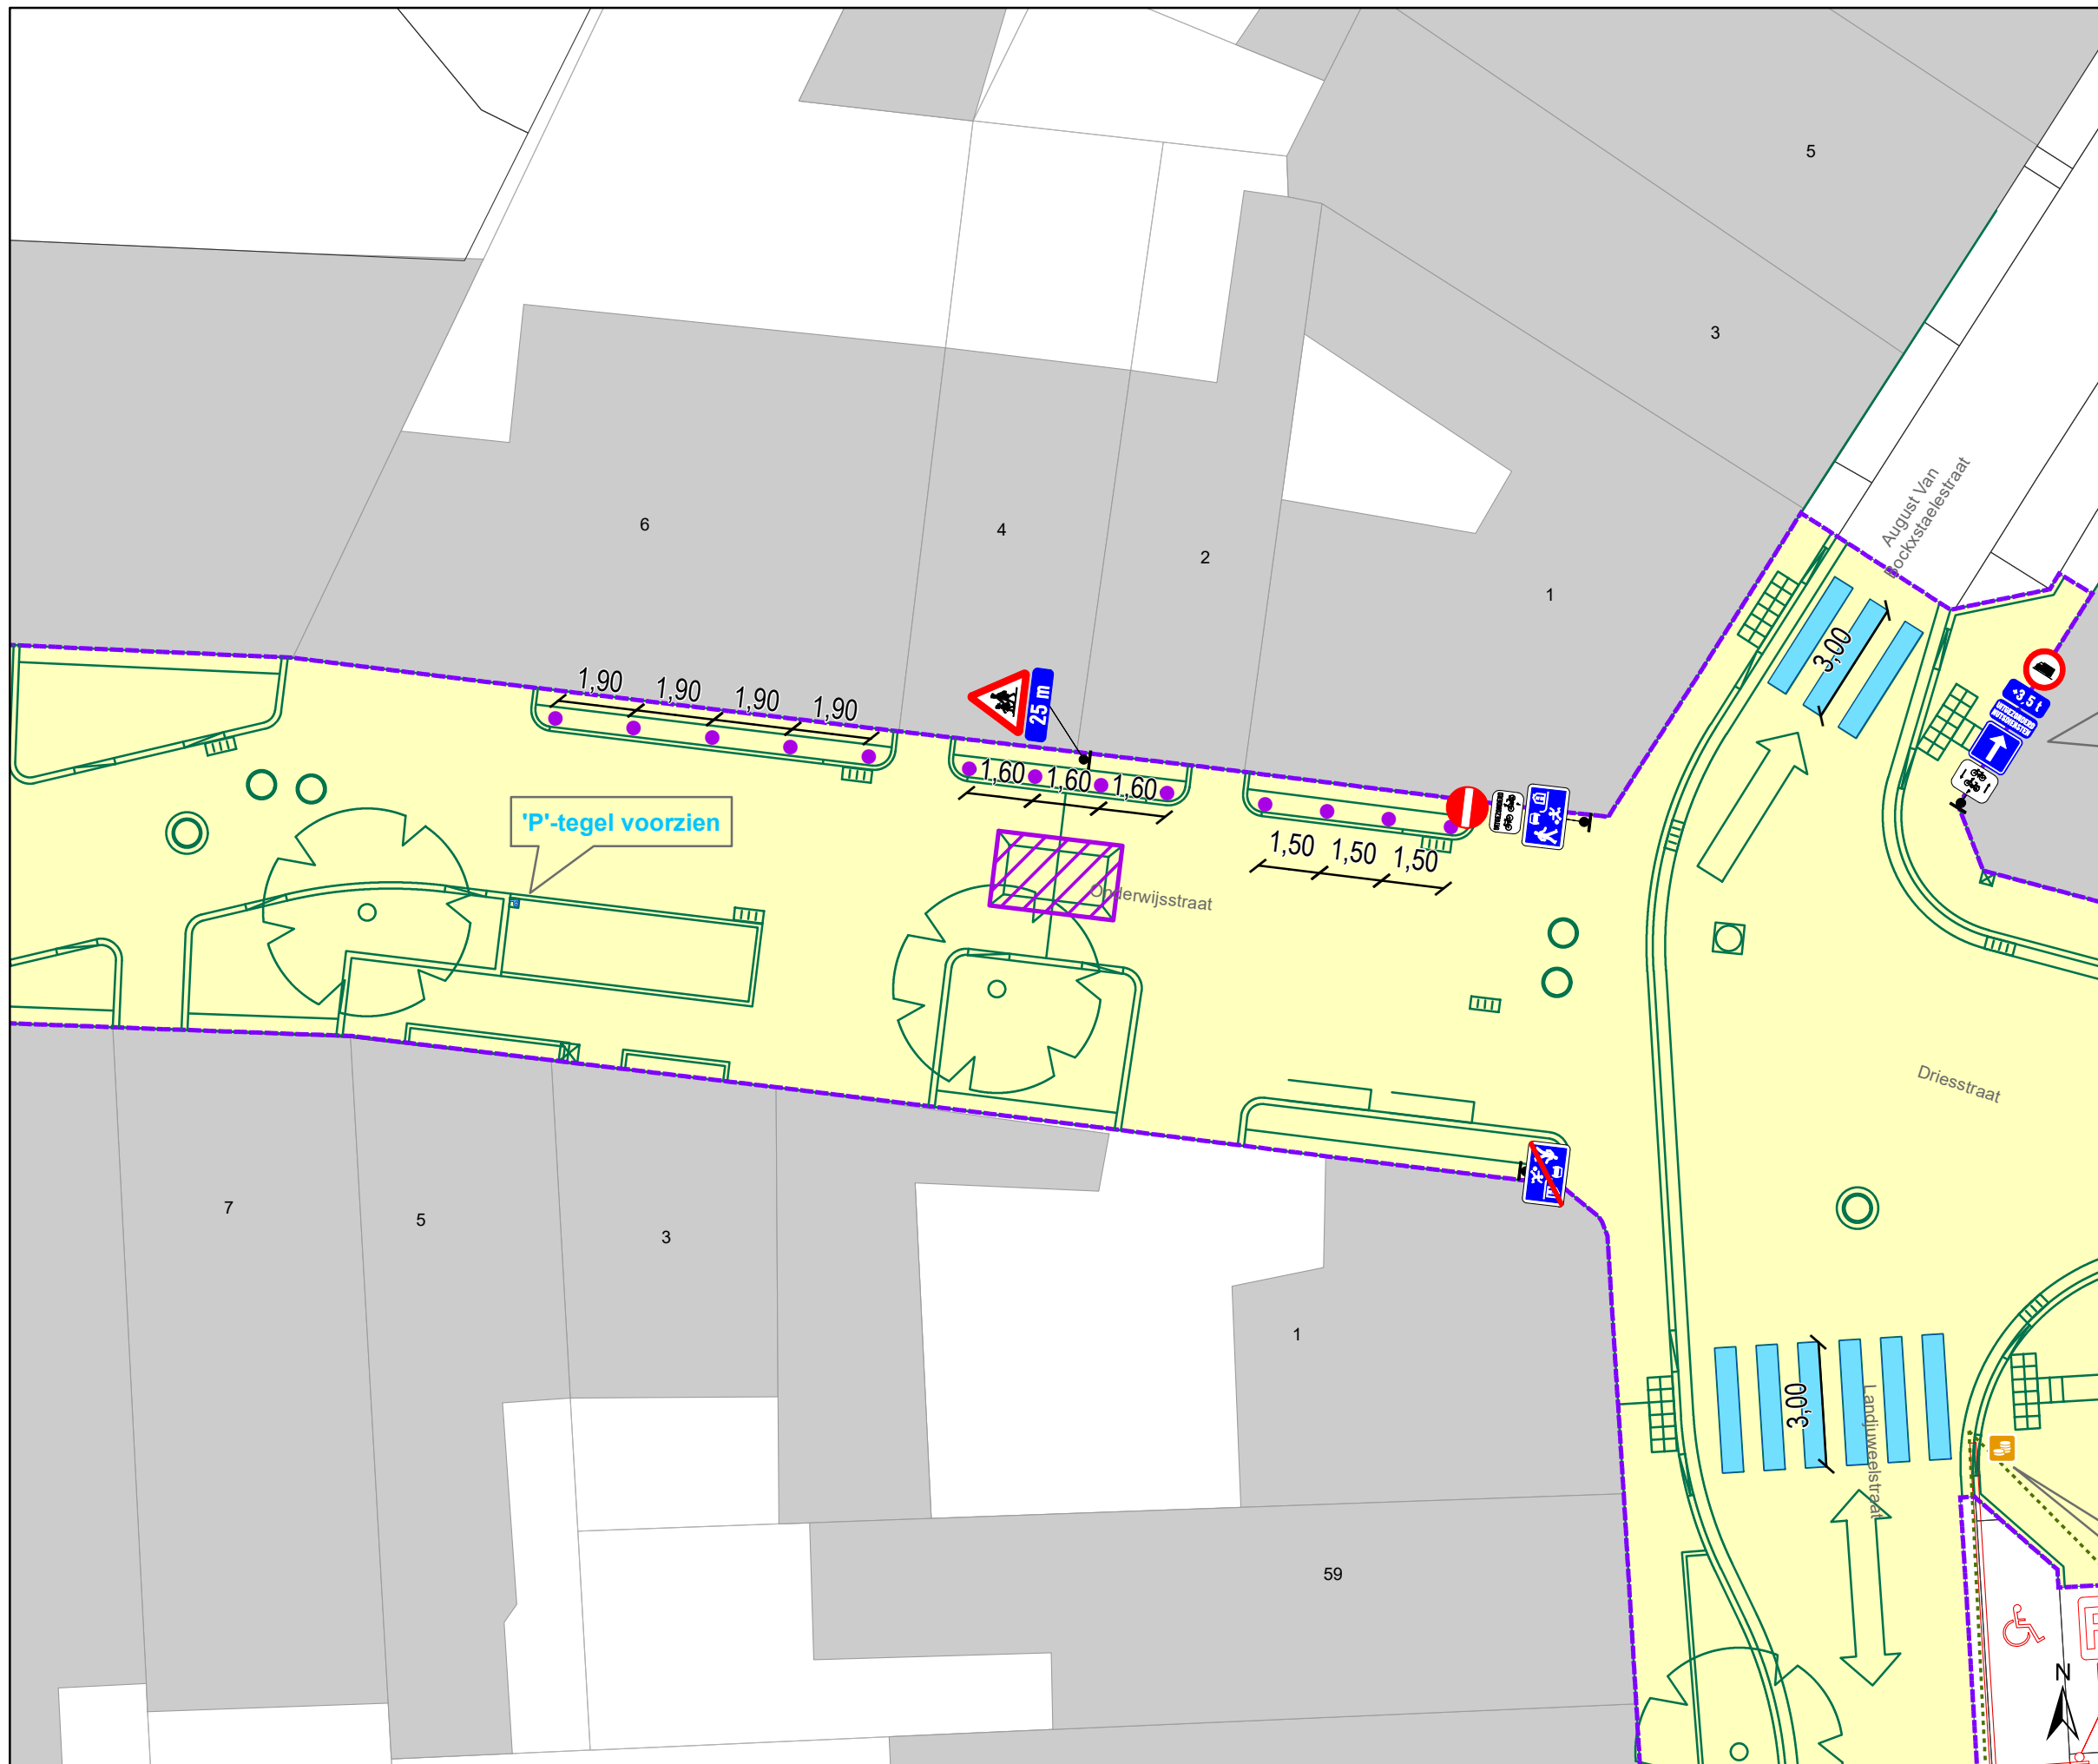 5
3
August Van
Bockxstaelestraat
6
4
2
1
3,00
+3,5 t
1,90
1,90
1,90
1,90
25 m
1,60
1,60
1,60
'P'-tegel voorzien
1,50
1,50
1,50
Onderwijsstraat
Driesstraat
7
5
3
1
3,00
Landjuweelstraat
59
N